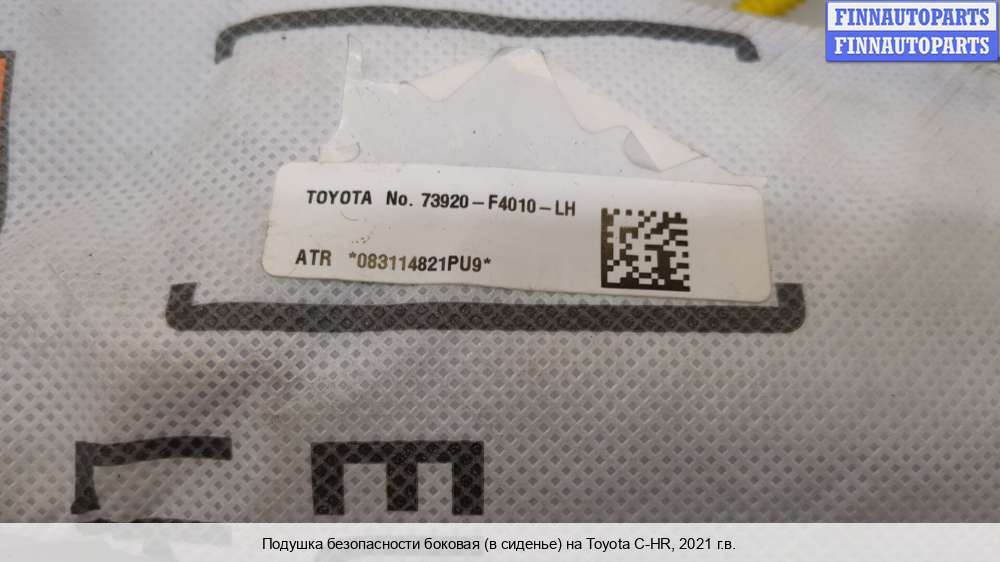 FINNAUTOPARTS
FINNAUTOPARTS
TOYOTA No. 73920-F4010-LH
ATR *083114821PU9*
Подушка безопасности боковая (в сиденье) на Toyota C-HR, 2021 г.в.